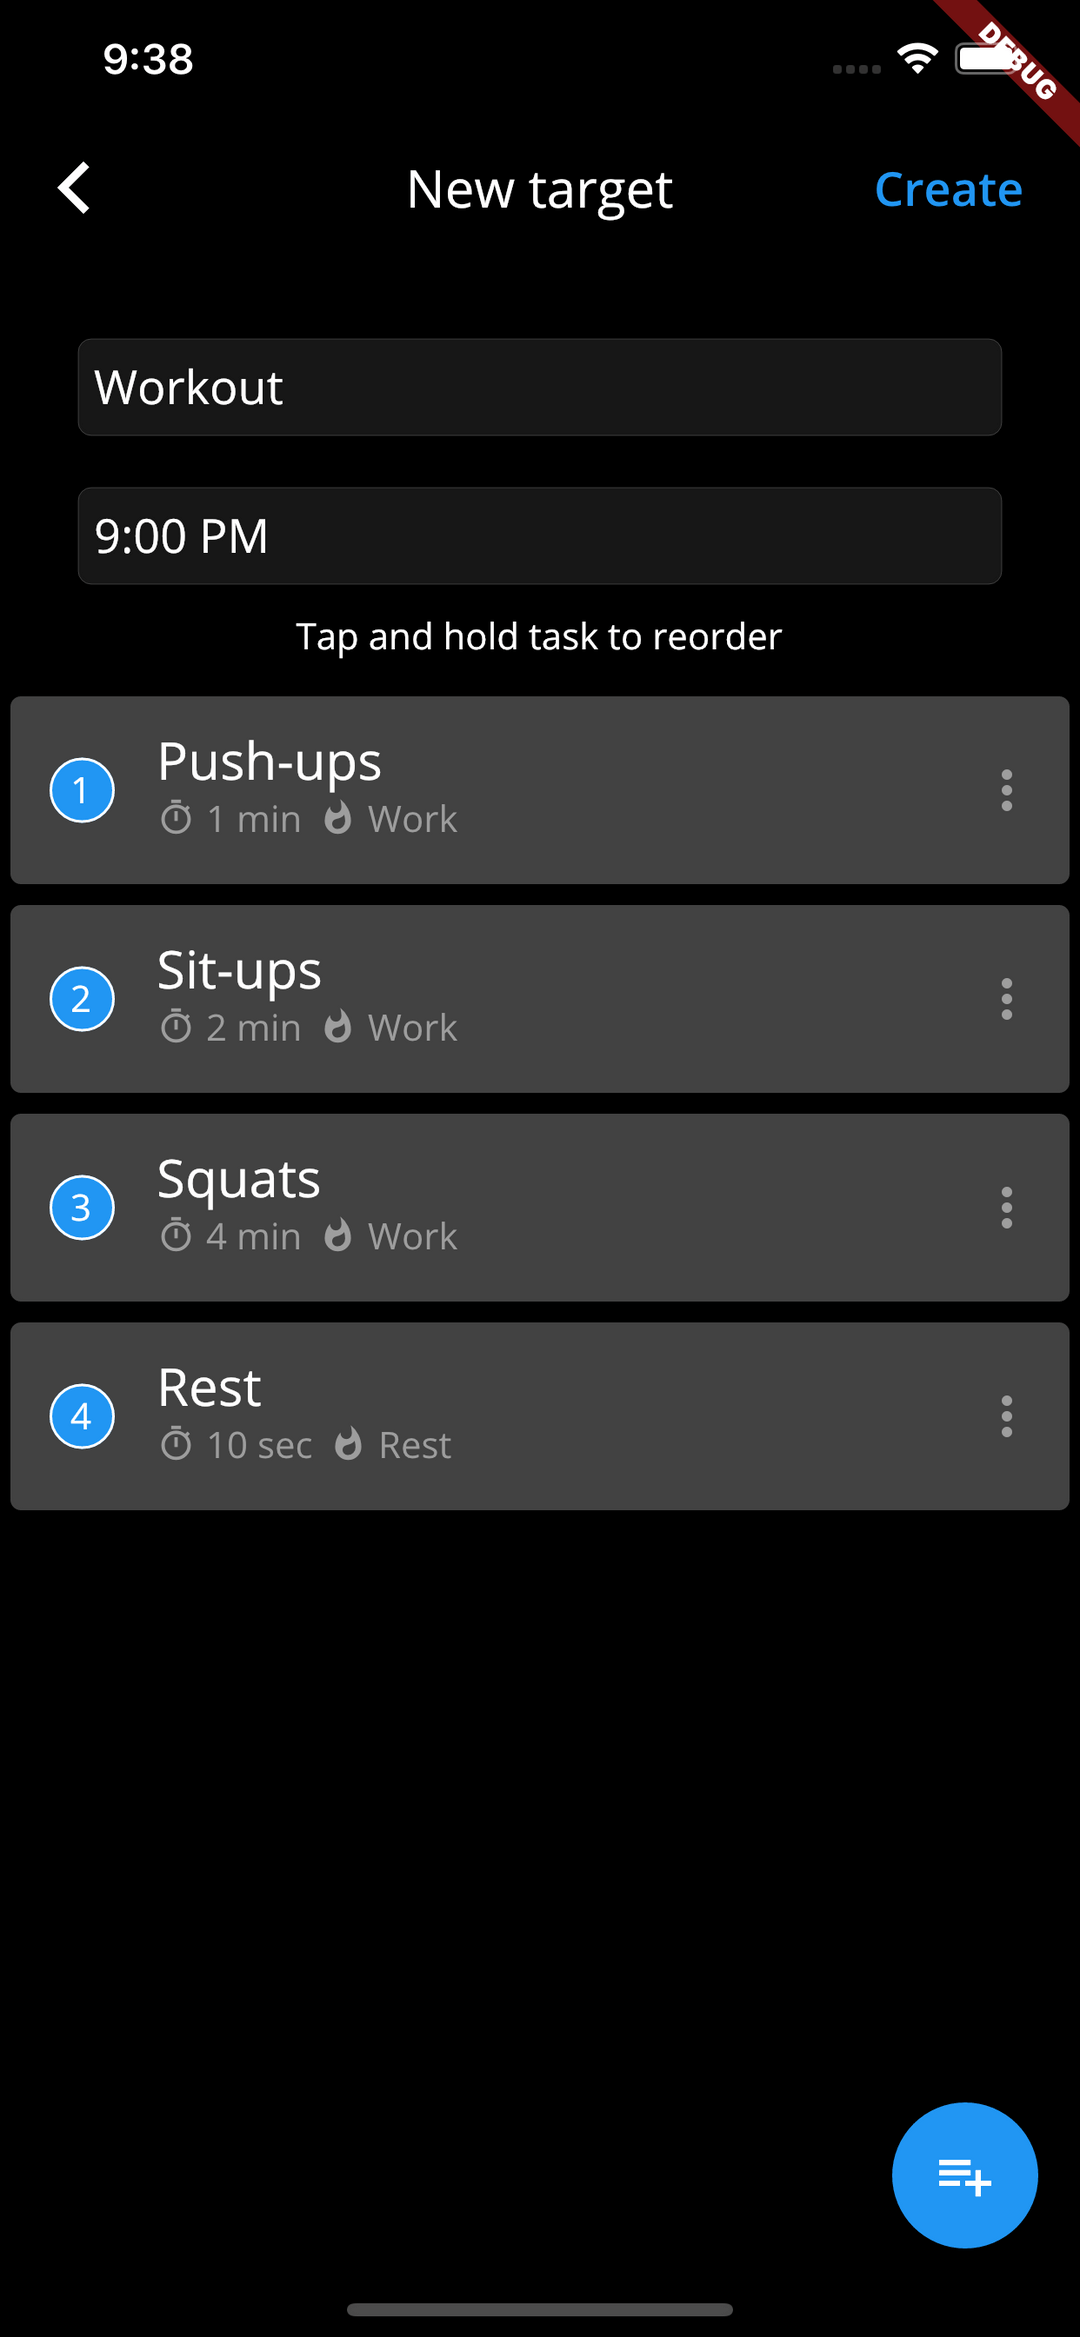 9:38
DEBUG
New target
Create
Workout
9:00 PM
Tap and hold task to reorder
1
Push-ups
1 min Work
2
Sit-ups
2 min Work
3
Squats
4 min Work
4
Rest
10 sec Rest